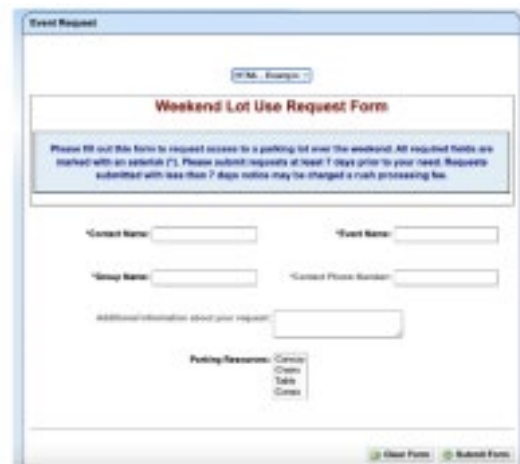 Event Request
HTML - Example
Weekend Lot Use Request Form
Please fill out this form to request access to a parking lot over the weekend. All required fields are
marked with an asterisk (*). Please submit requests at least 7 days prior to your need. Requests
submitted with less than 7 days notice may be charged a rush processing fee.
*Contact Name: *Event Name:
*Group Name: *Contact Phone Number:
Additional information about your request:
Parking Resources:
Chairs
Table
Cones
Clear Form Submit Form